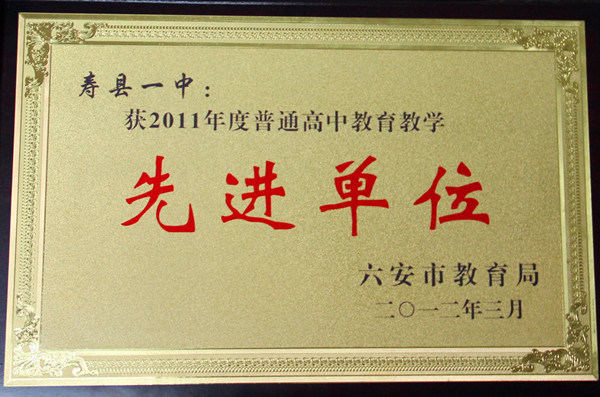 寿县一中：
获2011年度普通高中教育教学
先进单位
六安市教育局
二〇一二年三月